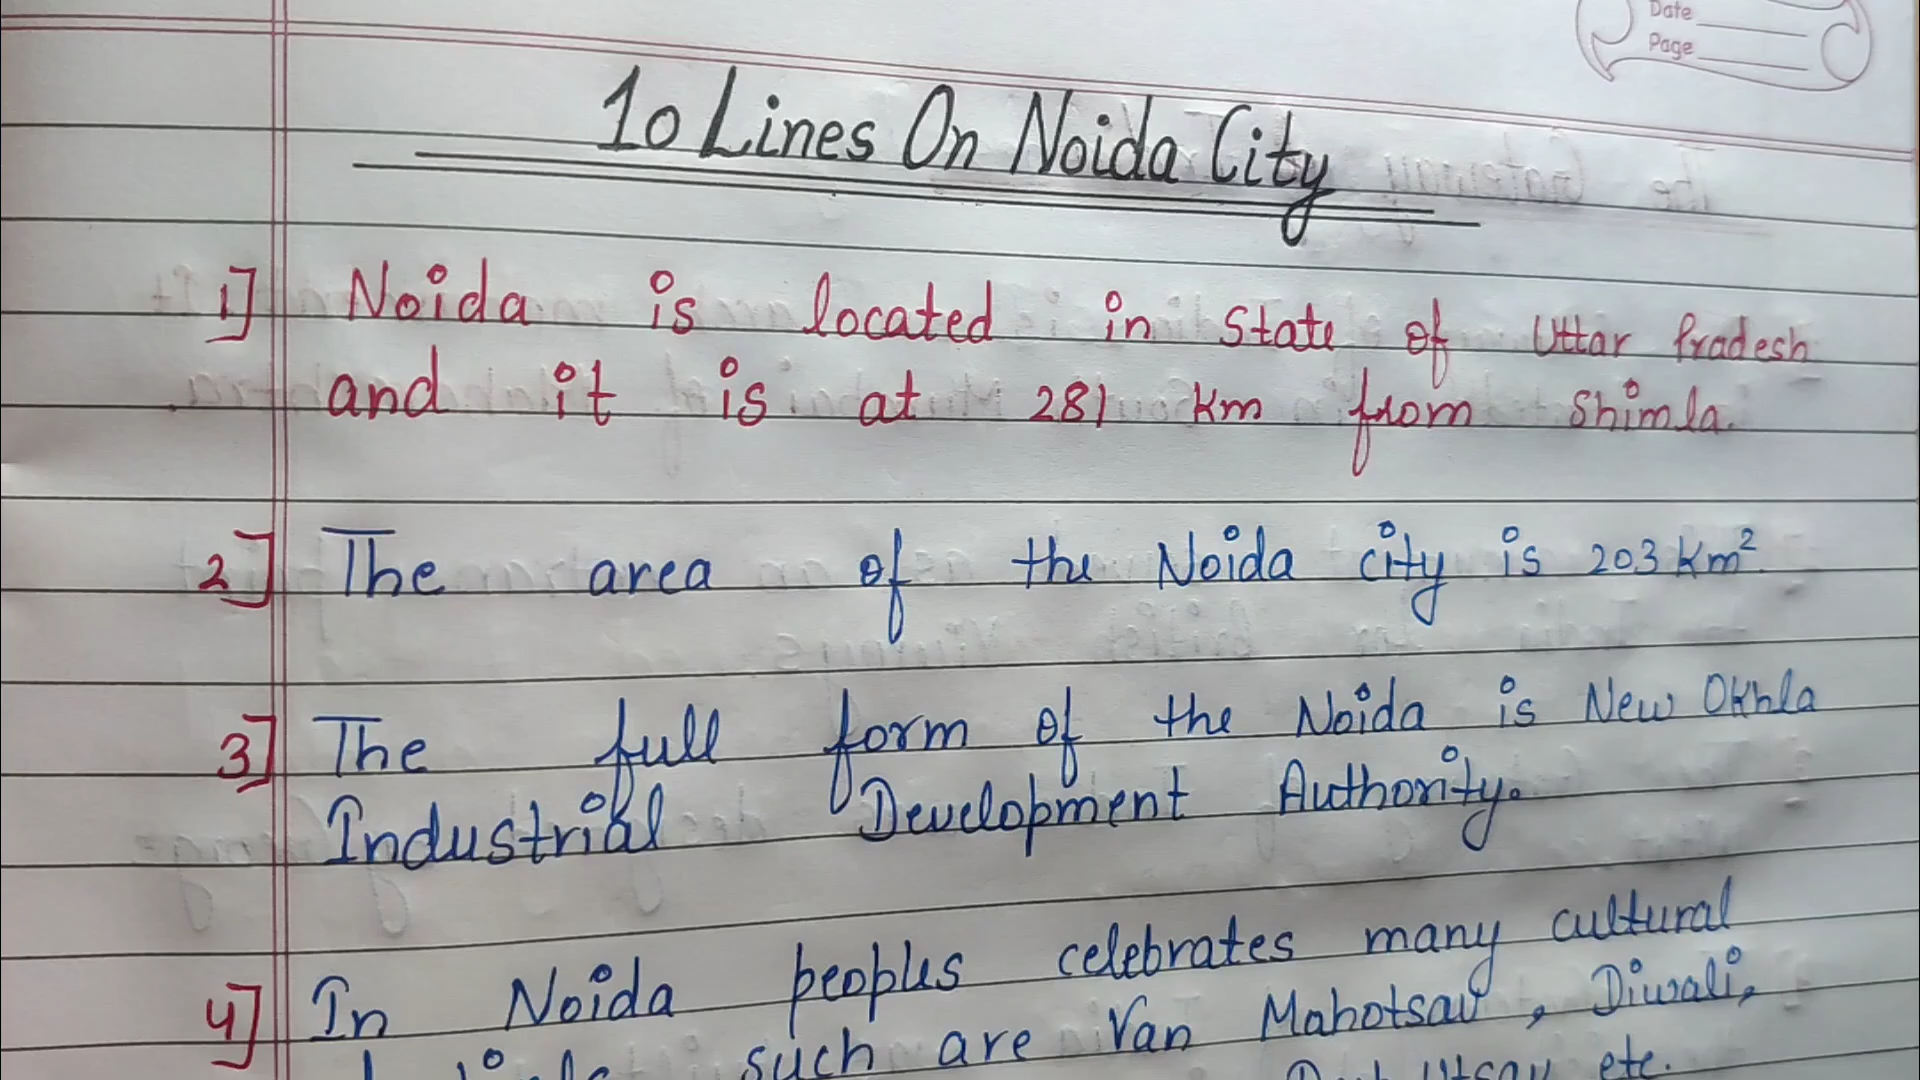 Date
Page
10 Lines On Noida City
1] Noida is located in State of Uttar Pradesh
and it is at 281 km from Shimla.
2] The area of the Noida city is 203 km².
3] The full form of the Noida is New Okhla
Industrial Development Authority.
4] In Noida peoples celebrates many cultural
such are Van Mahotsav, Diwali,
etc.